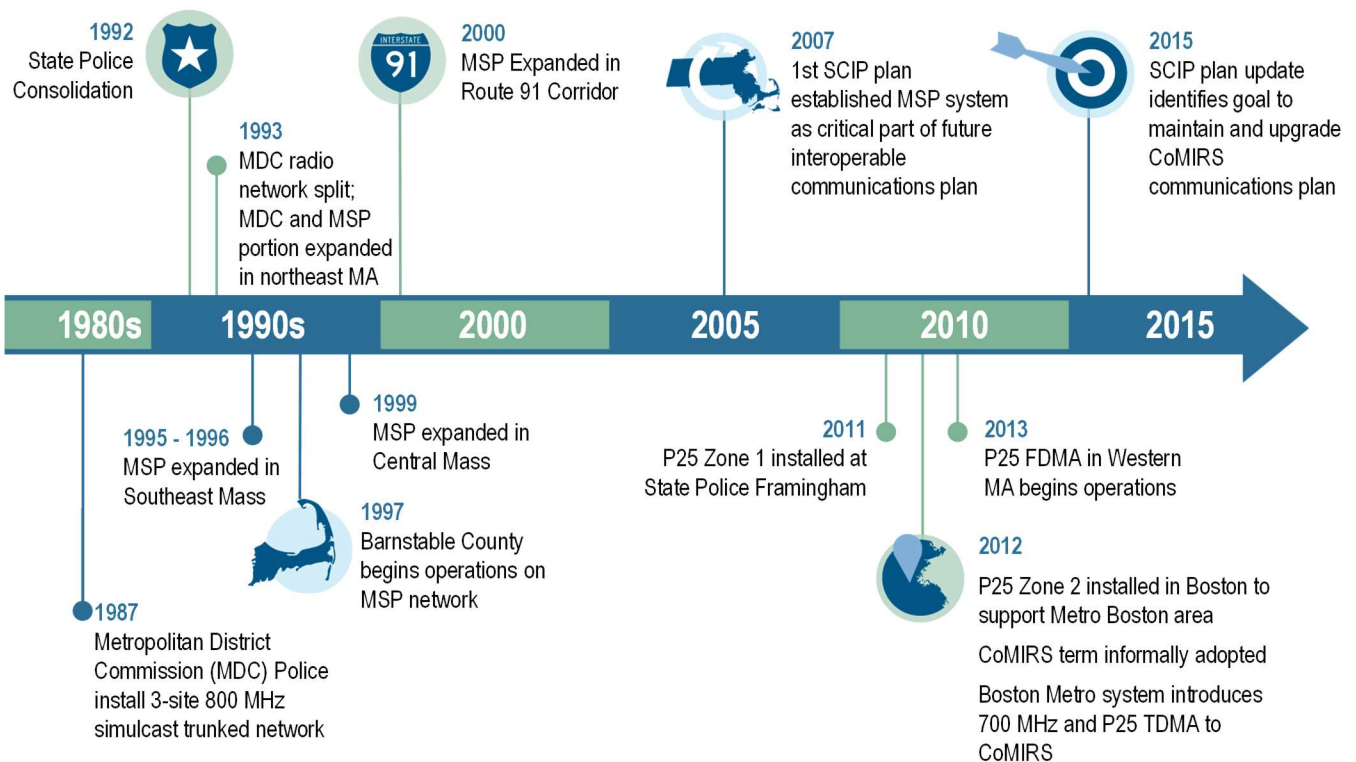 1992
State Police
Consolidation
INTERSTATE
91
2000
MSP Expanded in
Route 91 Corridor
2007
1st SCIP plan
established MSP system
as critical part of future
interoperable
communications plan
2015
SCIP plan update
identifies goal to
maintain and upgrade
CoMIRS
communications plan
1993
MDC radio
network split;
MDC and MSP
portion expanded
in northeast MA
1980s
1990s
2000
2005
2010
2015
1995 - 1996
MSP expanded in
Southeast Mass
1999
MSP expanded in
Central Mass
2011
P25 Zone 1 installed at
State Police Framingham
2013
P25 FDMA in Western
MA begins operations
1997
Barnstable County
begins operations on
MSP network
2012
P25 Zone 2 installed in Boston to
support Metro Boston area
CoMIRS term informally adopted
Boston Metro system introduces
700 MHz and P25 TDMA to
CoMIRS
1987
Metropolitan District
Commission (MDC) Police
install 3-site 800 MHz
simulcast trunked network